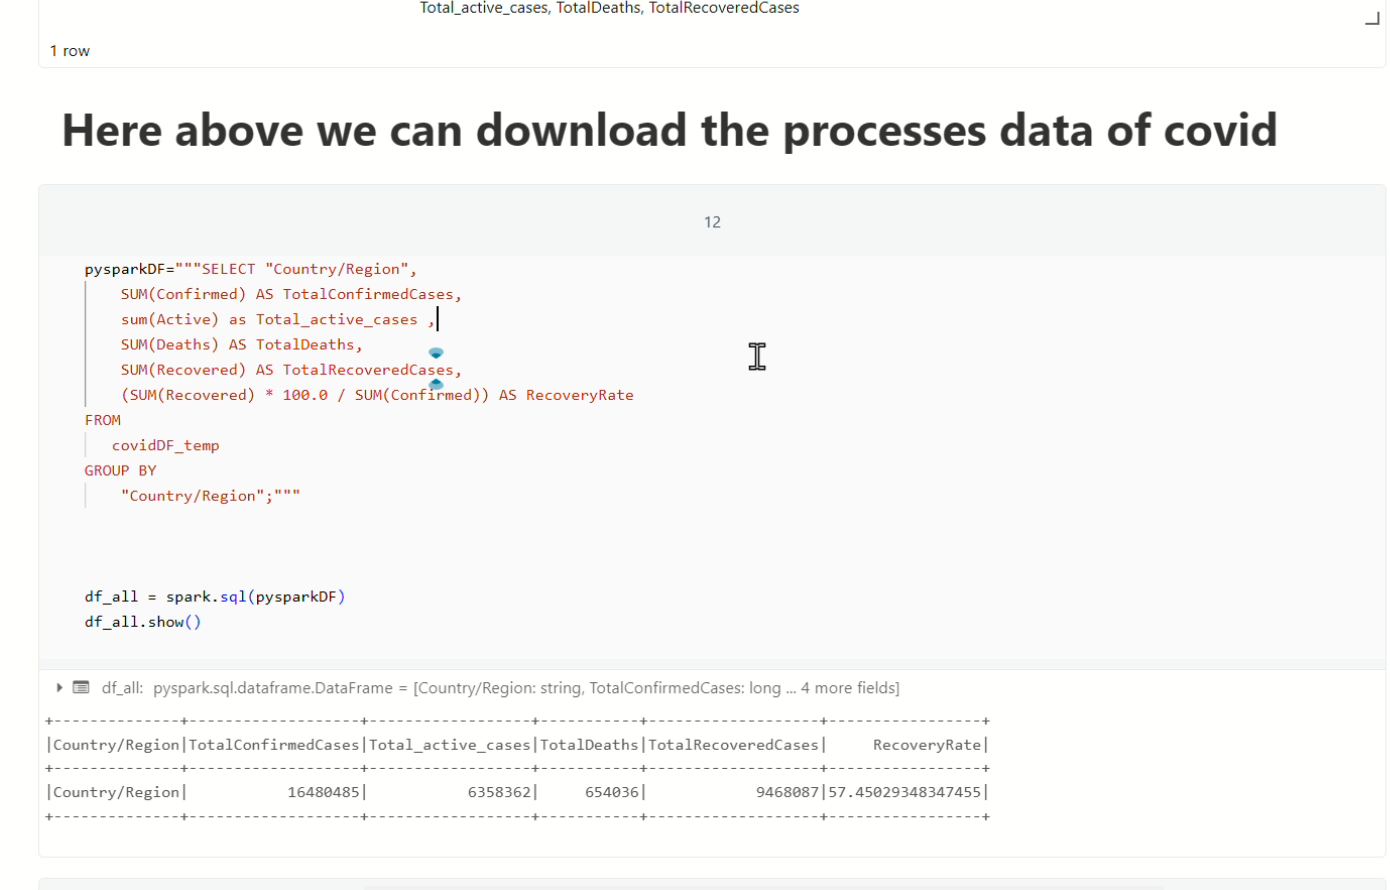 Total_active_cases, TotalDeaths, TotalRecoveredCases
1 row
Here above we can download the processes data of covid
12
pysparkDF="""SELECT "Country/Region",
    SUM(Confirmed) AS TotalConfirmedCases,
    sum(Active) as Total_active_cases ,
    SUM(Deaths) AS TotalDeaths,
    SUM(Recovered) AS TotalRecoveredCases,
    (SUM(Recovered) * 100.0 / SUM(Confirmed)) AS RecoveryRate
FROM
   covidDF_temp
GROUP BY
    "Country/Region";"""
df_all = spark.sql(pysparkDF)
df_all.show()
df_all: pyspark.sql.dataframe.DataFrame = [Country/Region: string, TotalConfirmedCases: long ... 4 more fields]
+--------------+-------------------+------------------+-----------+-------------------+-----------------+
|Country/Region|TotalConfirmedCases|Total_active_cases|TotalDeaths|TotalRecoveredCases|     RecoveryRate|
+--------------+-------------------+------------------+-----------+-------------------+-----------------+
|Country/Region|           16480485|           6358362|     654036|            9468087|57.45029348347455|
+--------------+-------------------+------------------+-----------+-------------------+-----------------+